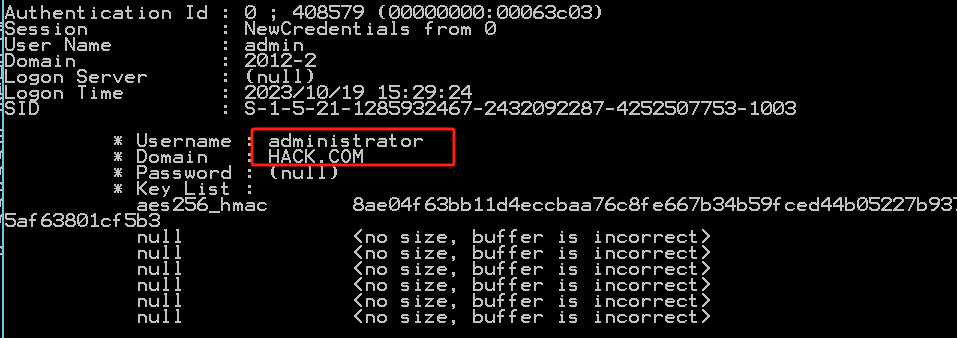 Authentication Id : 0 ; 408579 (00000000:00063c03)
Session           : NewCredentials from 0
User Name         : admin
Domain            : 2012-2
Logon Server      : (null)
Logon Time        : 2023/10/19 15:29:24
SID               : S-1-5-21-1285932467-2432092287-4252507753-1003
* Username : administrator
* Domain   : HACK.COM
* Password : (null)
* Key List :
aes256_hmac       8ae04f63bb11d4eccbaa76c8fe667b34b59fced44b05227b937
5af63801cf5b3
null              <no size, buffer is incorrect>
null              <no size, buffer is incorrect>
null              <no size, buffer is incorrect>
null              <no size, buffer is incorrect>
null              <no size, buffer is incorrect>
null              <no size, buffer is incorrect>